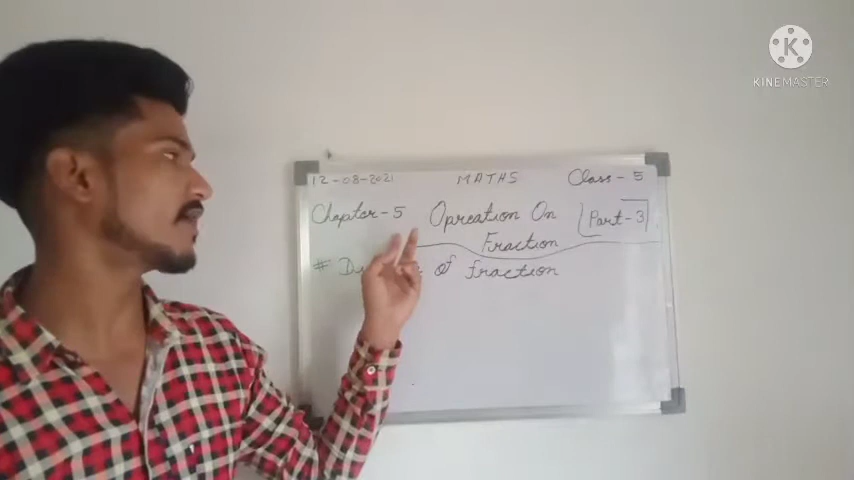 K
KINEMASTER
12-08-2021 MATHS Class-5
Chapter-5 Opreation On Part-3
Fraction
# of fraction